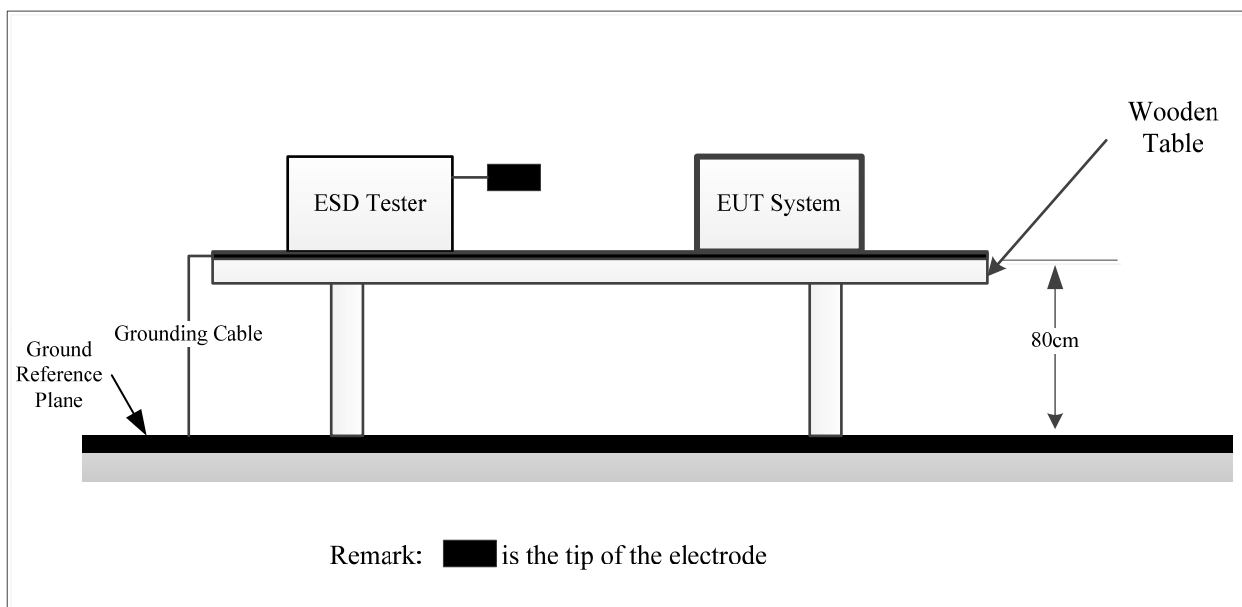 Wooden
Table
ESD Tester
EUT System
Grounding Cable
80cm
Ground
Reference
Plane
Remark:
is the tip of the electrode